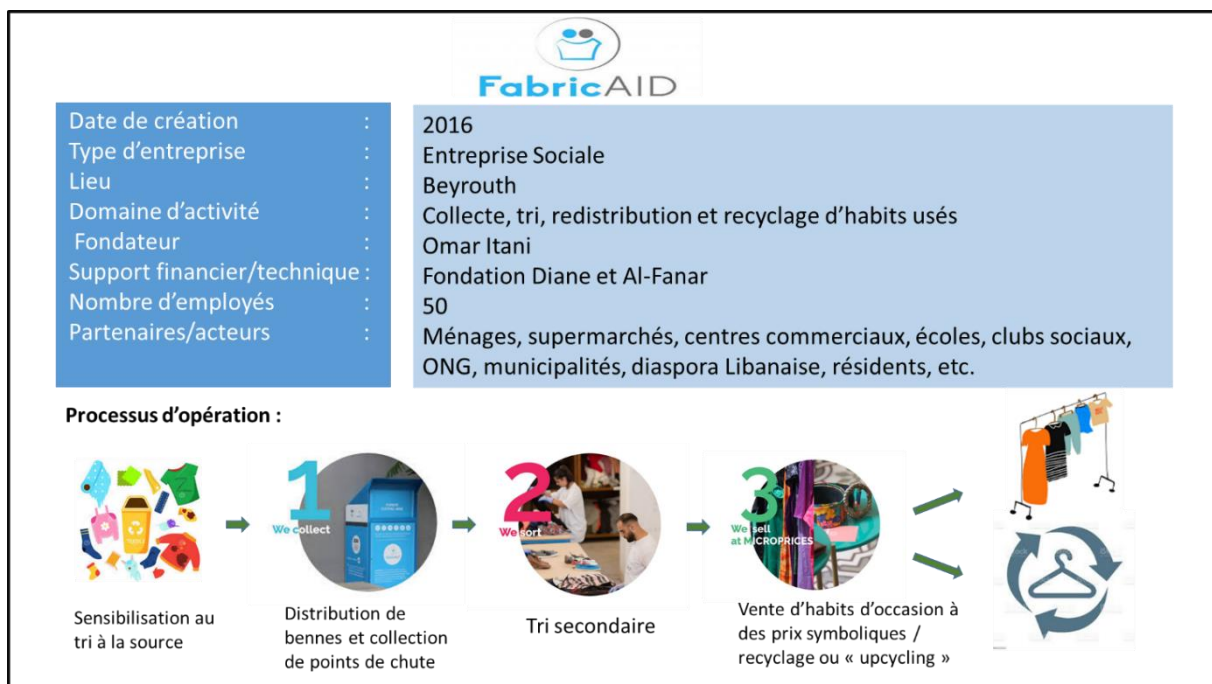 FabricAID
Date de création :
Type d’entreprise :
Lieu :
Domaine d’activité :
Fondateur :
Support financier/technique :
Nombre d’employés :
Partenaires/acteurs :
2016
Entreprise Sociale
Beyrouth
Collecte, tri, redistribution et recyclage d’habits usés
Omar Itani
Fondation Diane et Al-Fanar
50
Ménages, supermarchés, centres commerciaux, écoles, clubs sociaux,
ONG, municipalités, diaspora Libanaise, résidents, etc.
Processus d’opération :
1
We collect
2
We sort
3
We sell
at MICROPRICES
Sensibilisation au
tri à la source
Distribution de
bennes et collection
de points de chute
Tri secondaire
Vente d’habits d’occasion à
des prix symboliques /
recyclage ou « upcycling »